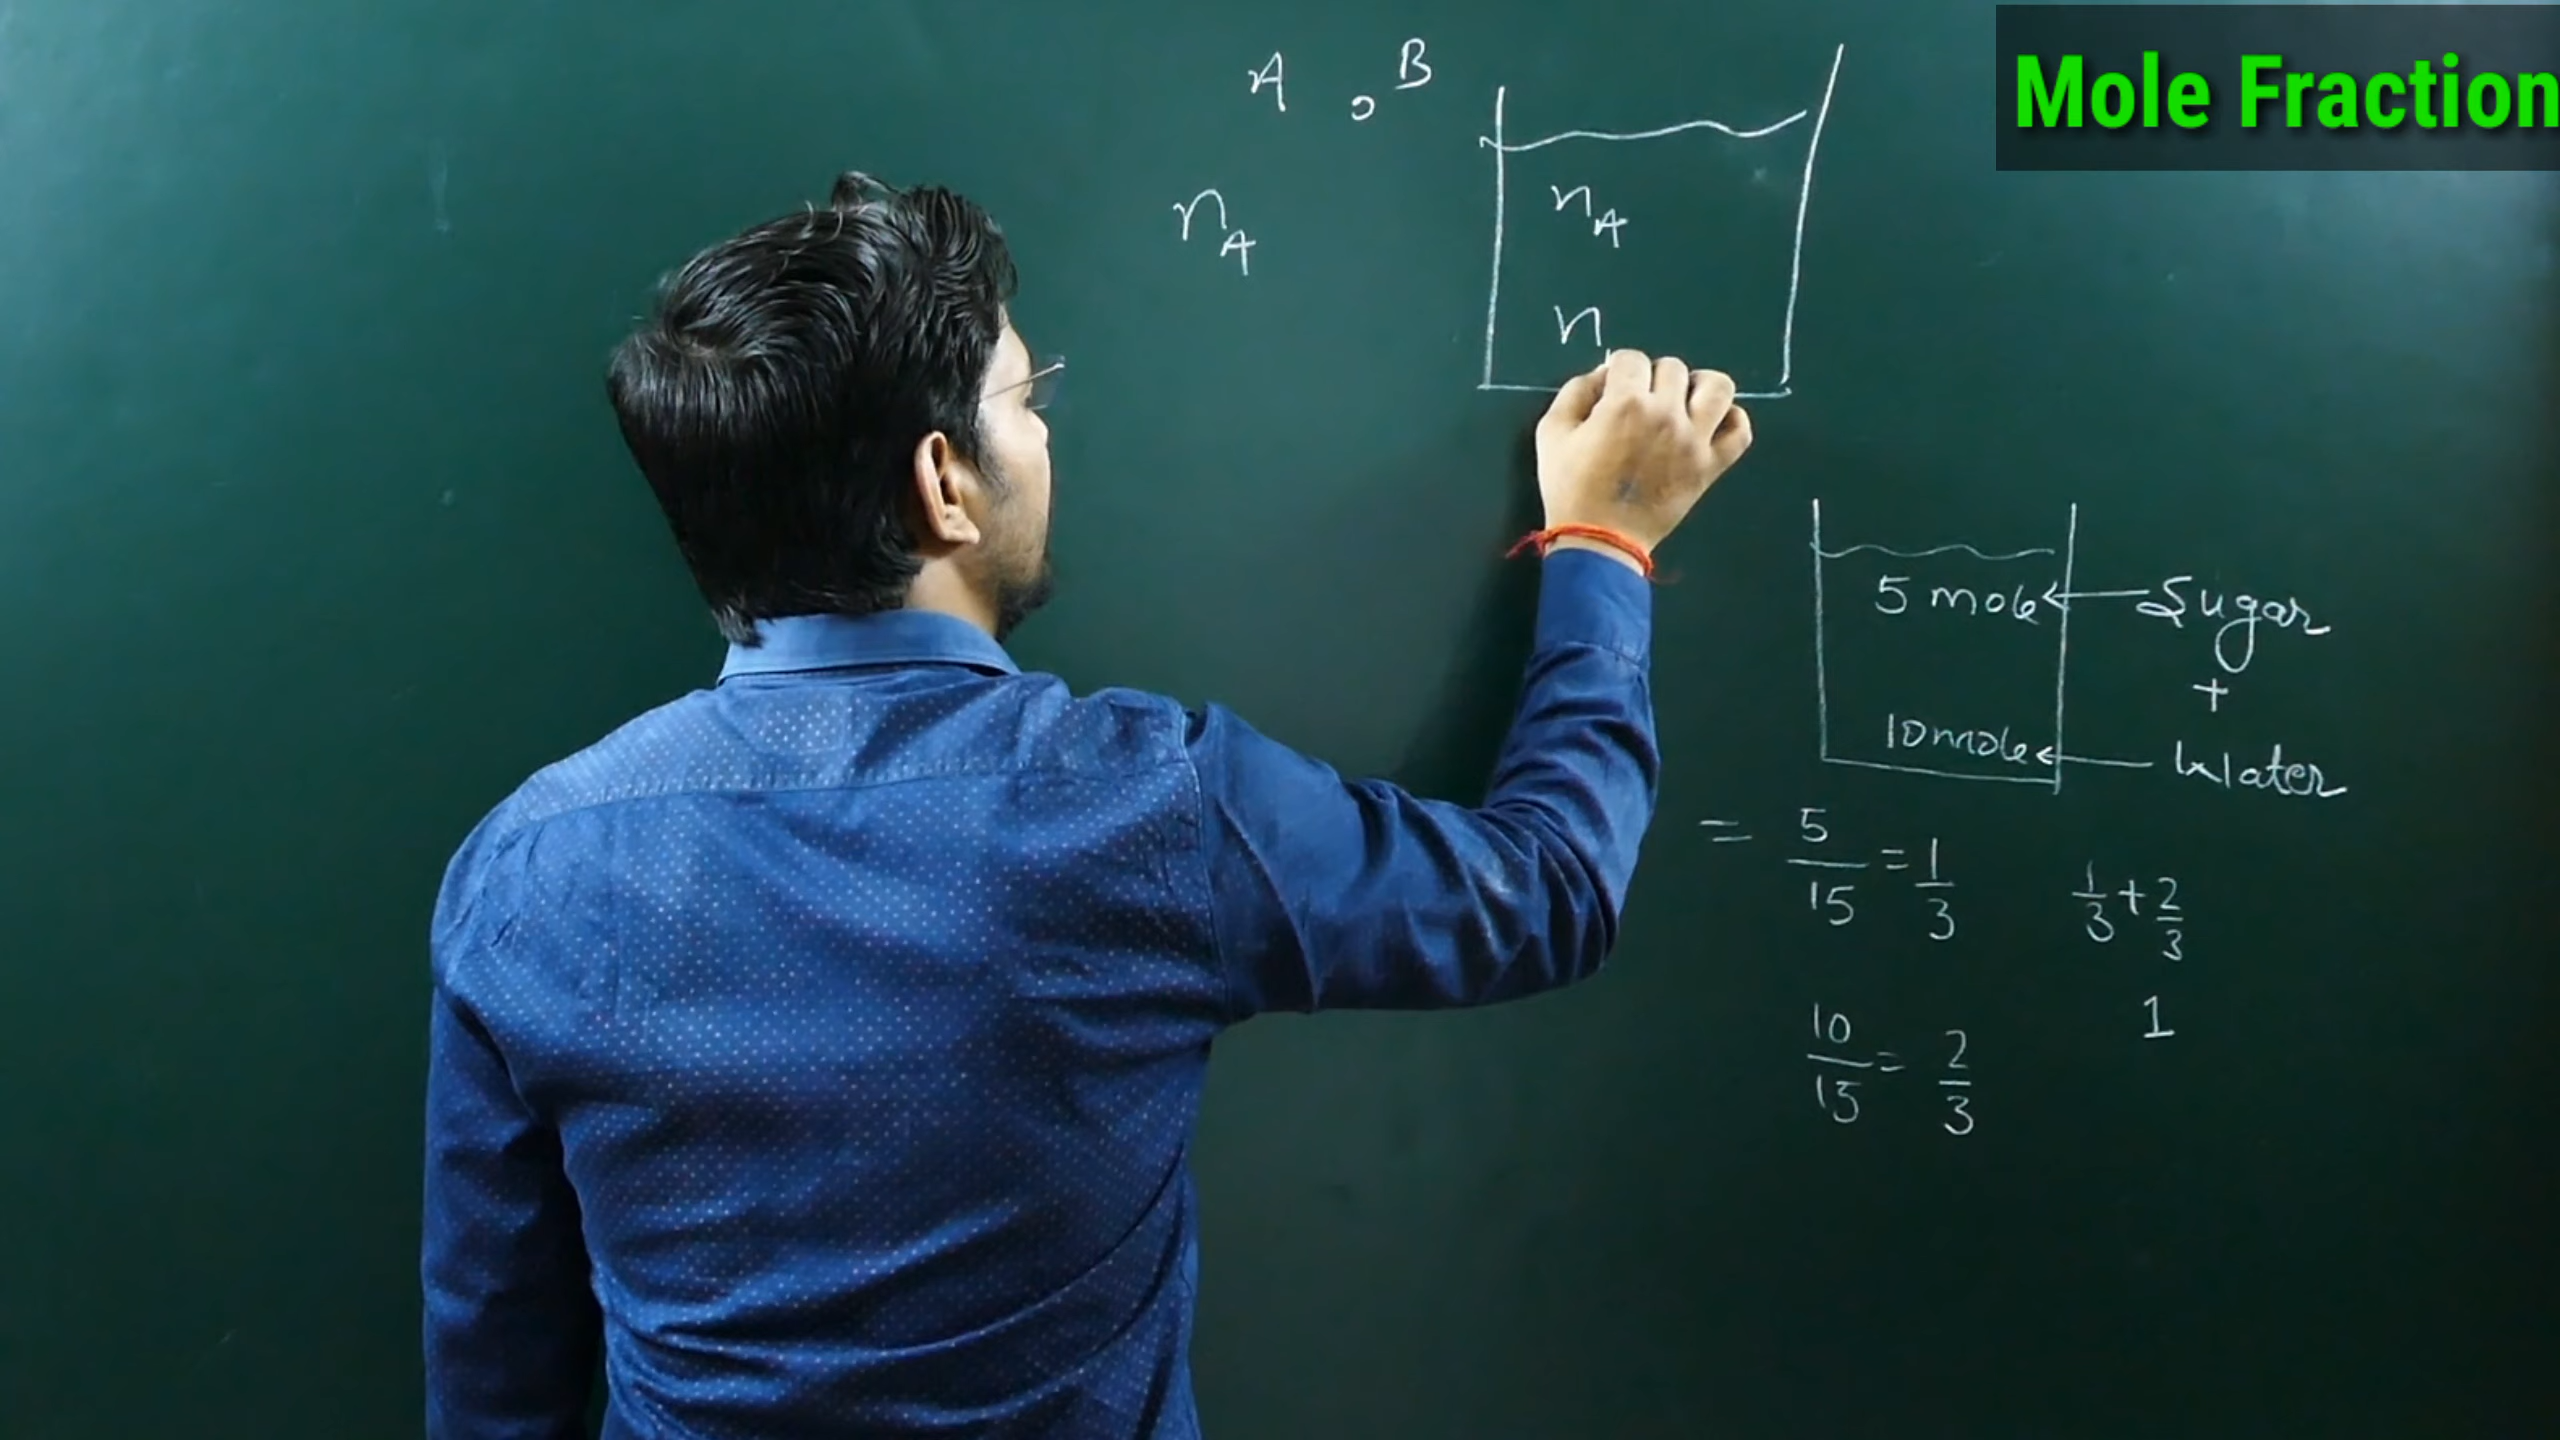 Mole Fraction
A
B
n_A
n_A
n
5 mole ← Sugar
+
10 mole ← Water
= 5/15 = 1/3
1/3 + 2/3
1
10/15 = 2/3